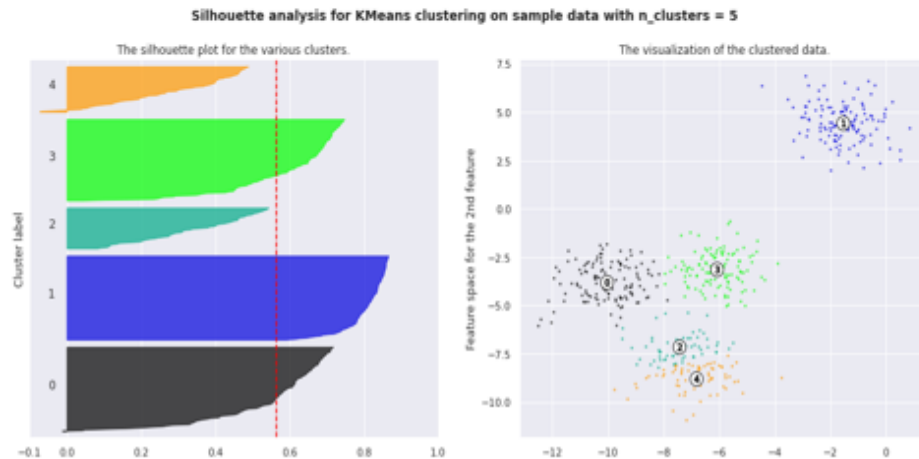 Silhouette analysis for KMeans clustering on sample data with n_clusters = 5
The silhouette plot for the various clusters.
Cluster label
4
3
2
1
0
−0.1 0.0 0.2 0.4 0.6 0.8 1.0
The visualization of the clustered data.
Feature space for the 2nd feature
7.5
5.0
2.5
0.0
−2.5
−5.0
−7.5
−10.0
1
0
3
2
4
−12 −10 −8 −6 −4 −2 0